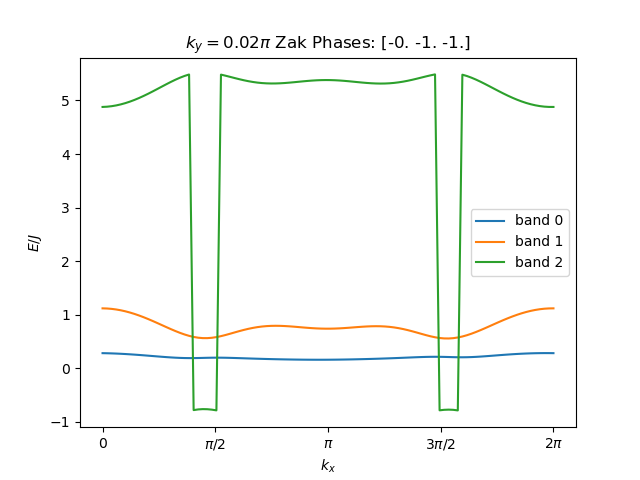 k_y = 0.02π Zak Phases: [-0. -1. -1.]
5
4
3
2
1
0
−1
E/J
band 0
band 1
band 2
0
π/2
π
3π/2
2π
k_x